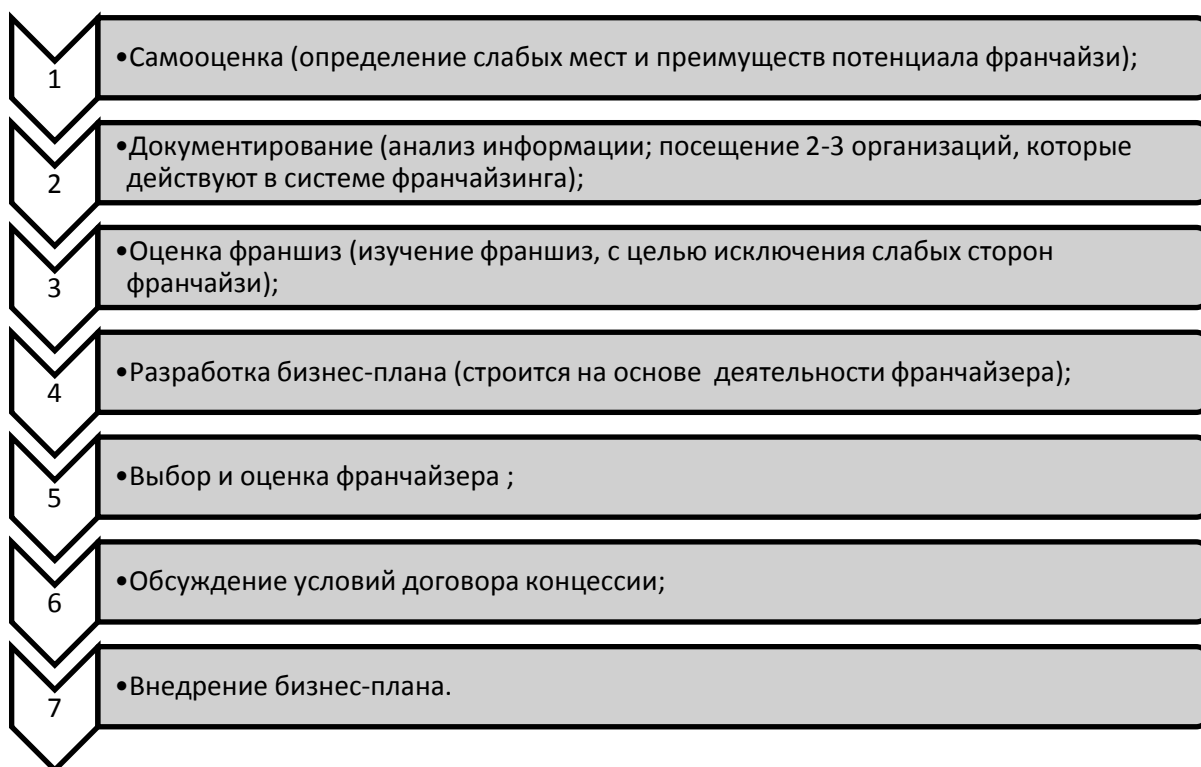 1
•Самооценка (определение слабых мест и преимуществ потенциала франчайзи);
2
•Документирование (анализ информации; посещение 2-3 организаций, которые
действуют в системе франчайзинга);
3
•Оценка франшиз (изучение франшиз, с целью исключения слабых сторон
франчайзи);
4
•Разработка бизнес-плана (строится на основе  деятельности франчайзера);
5
•Выбор и оценка франчайзера ;
6
•Обсуждение условий договора концессии;
7
•Внедрение бизнес-плана.